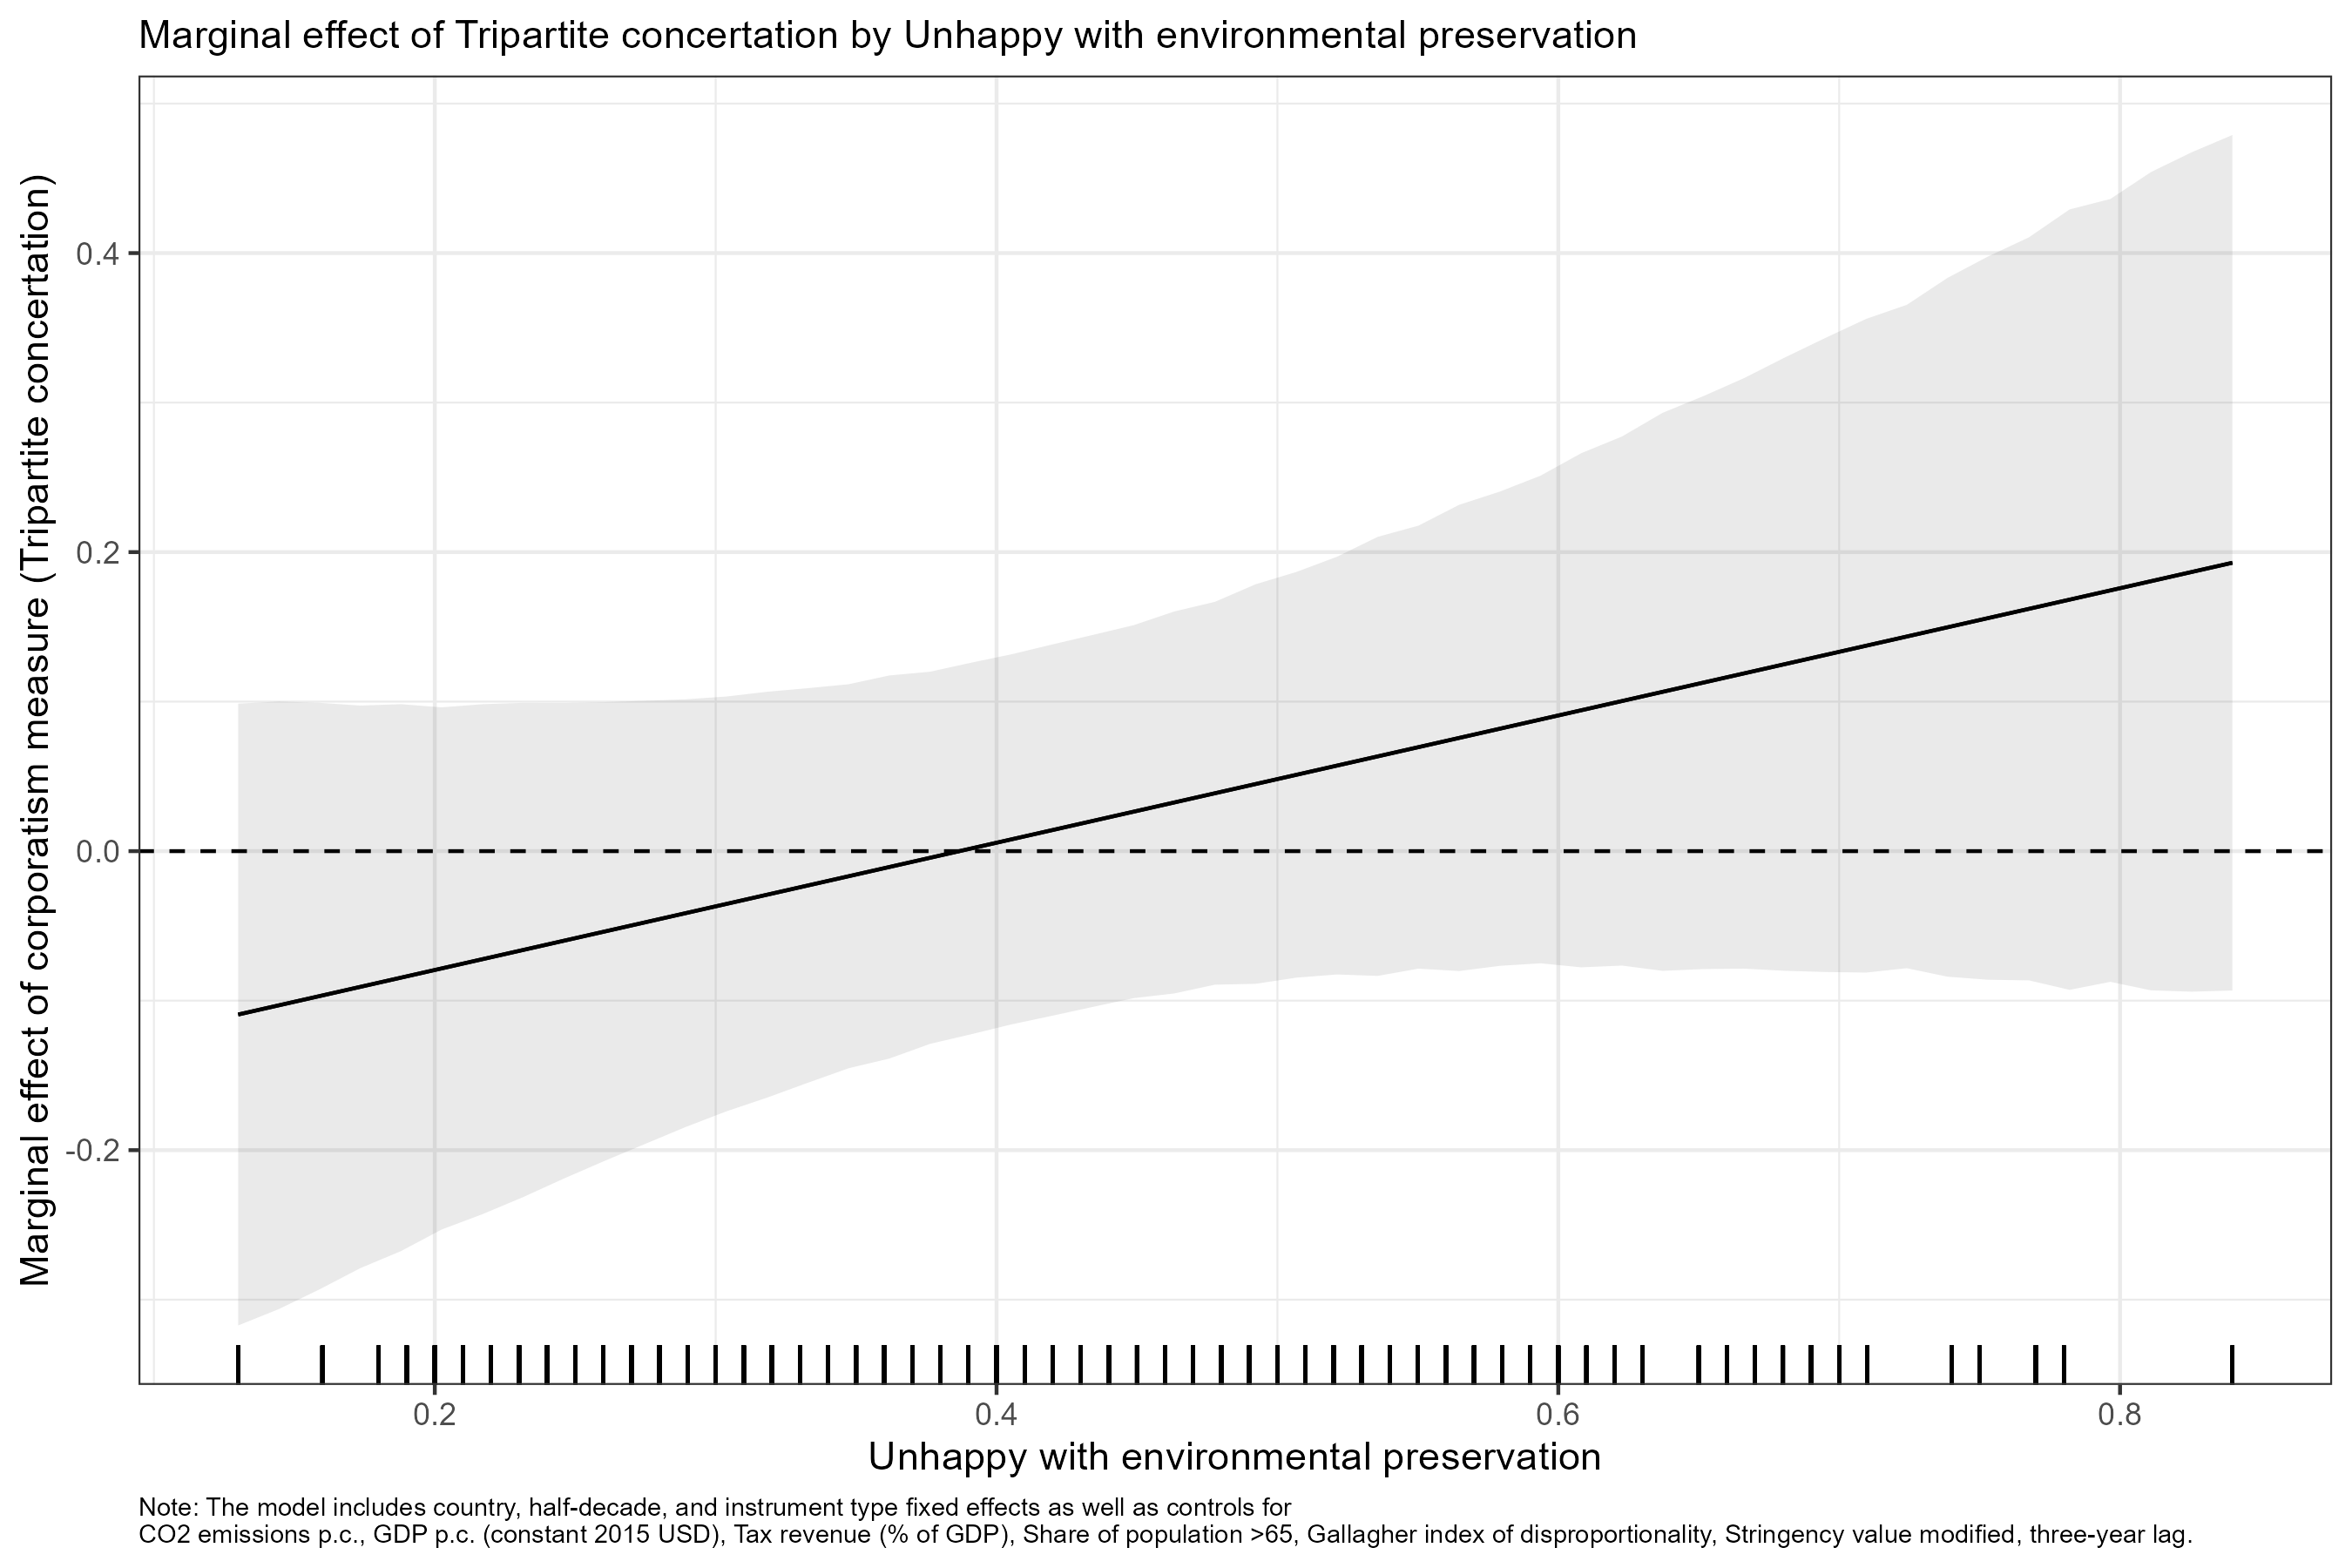 Marginal effect of Tripartite concertation by Unhappy with environmental preservation
Marginal effect of corporatism measure (Tripartite concertation)
0.4
0.2
0.0
-0.2
0.2
0.4
0.6
0.8
Unhappy with environmental preservation
Note: The model includes country, half-decade, and instrument type fixed effects as well as controls for
CO2 emissions p.c., GDP p.c. (constant 2015 USD), Tax revenue (% of GDP), Share of population >65, Gallagher index of disproportionality, Stringency value modified, three-year lag.